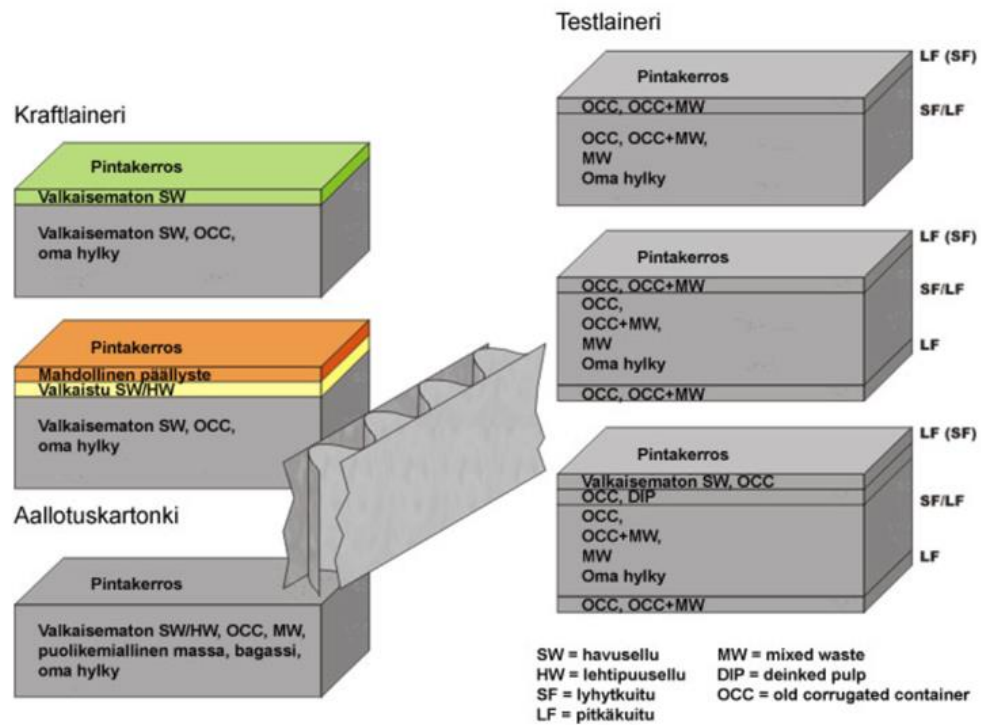 Kraftlaineri
Pintakerros
Valkaisematon SW
Valkaisematon SW, OCC,
oma hylky
Pintakerros
Mahdollinen päällyste
Valkaistu SW/HW
Valkaisematon SW, OCC,
oma hylky
Aallotuskartonki
Pintakerros
Valkaisematon SW/HW, OCC, MW,
puolikemiallinen massa, bagassi,
oma hylky
Testlaineri
Pintakerros
LF (SF)
OCC, OCC+MW
SF/LF
OCC, OCC+MW,
MW
Oma hylky
Pintakerros
LF (SF)
OCC, OCC+MW
SF/LF
OCC,
OCC+MW,
MW
LF
Oma hylky
OCC, OCC+MW
Pintakerros
LF (SF)
Valkaisematon SW, OCC
OCC, DIP
SF/LF
OCC,
OCC+MW,
MW
LF
Oma hylky
OCC, OCC+MW
SW = havusellu
HW = lehtipuusellu
SF = lyhytkuitu
LF = pitkäkuitu
MW = mixed waste
DIP = deinked pulp
OCC = old corrugated container